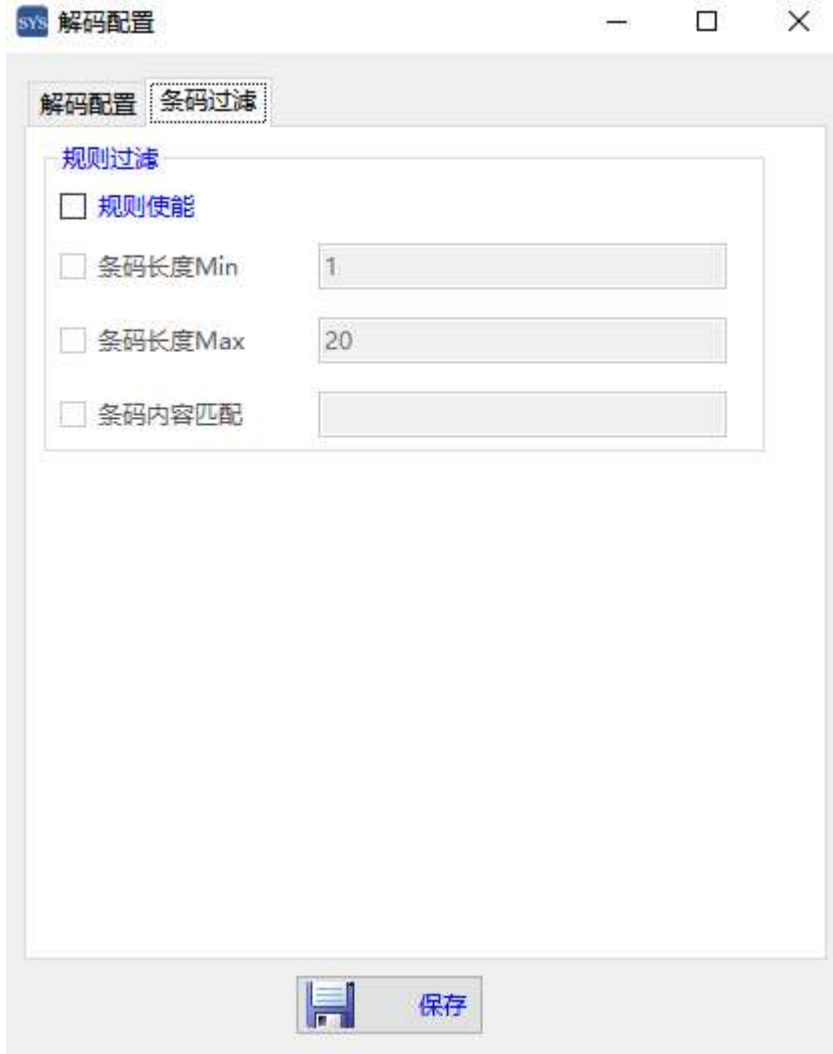 SYS 解码配置
解码配置 条码过滤
规则过滤
规则使能
条码长度Min 1
条码长度Max 20
条码内容匹配
保存